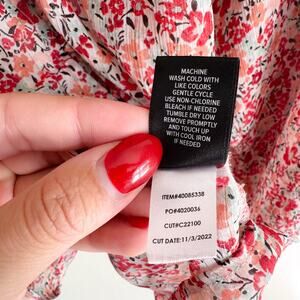 MACHINE
WASH COLD WITH
LIKE COLORS
GENTLE CYCLE
USE NON-CHLORINE
BLEACH IF NEEDED
TUMBLE DRY LOW
REMOVE PROMPTLY
AND TOUCH UP
WITH COOL IRON
IF NEEDED
ITEM#40085338
PO#4020036
CUT#C22100
CUT DATE:11/3/2022